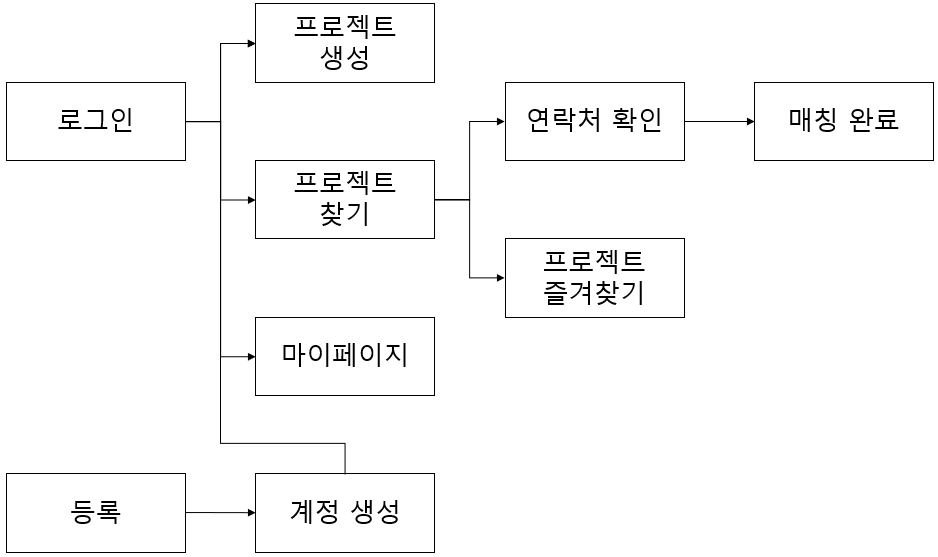 프로젝트
생성
로그인
연락처 확인
매칭 완료
프로젝트
찾기
프로젝트
즐겨찾기
마이페이지
등록
계정 생성